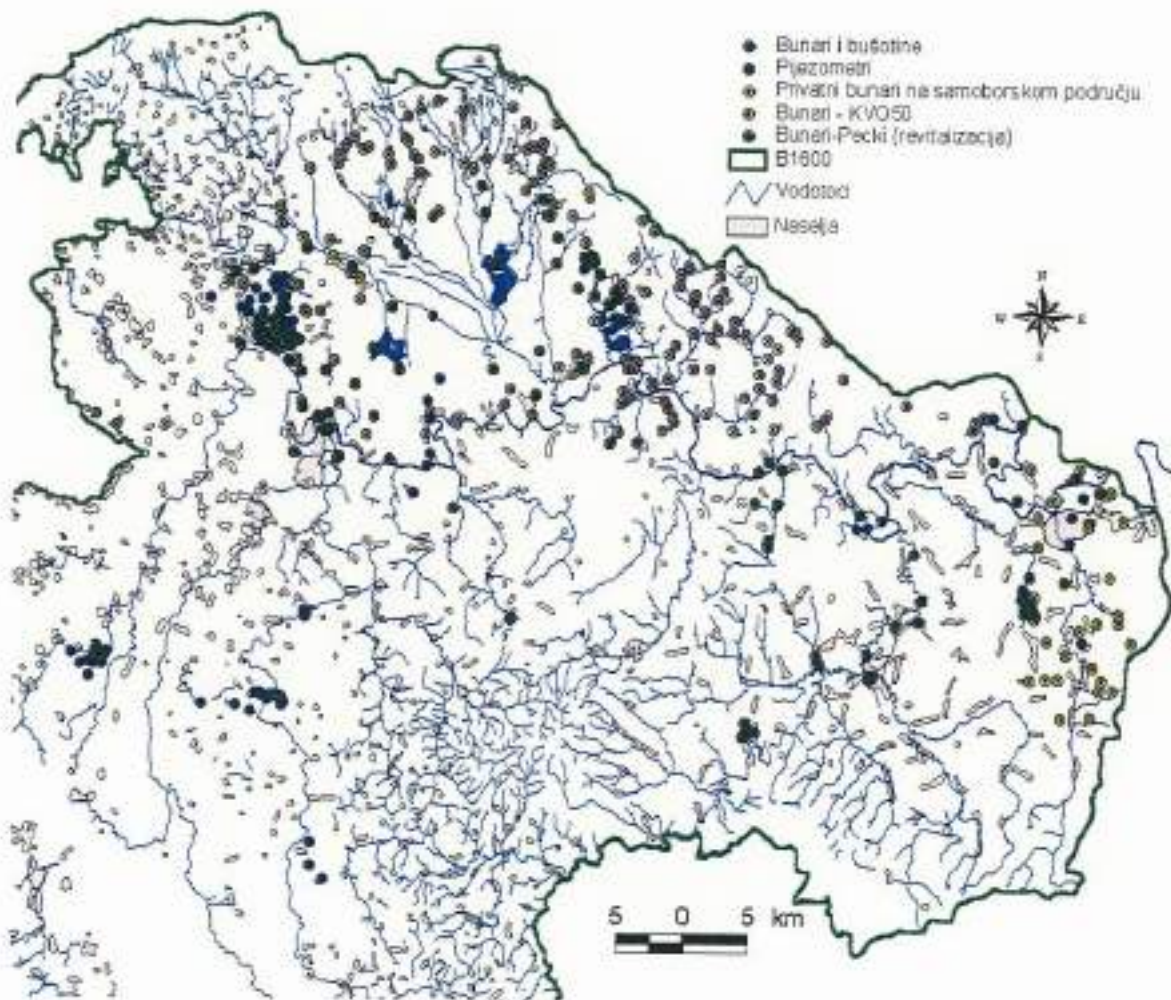 Bunari i bušotine
Pijezometri
Privatni bunari na samoborskom području
Bunari - KVO50
Bunari-Pecki (revitalizacija)
B1600
Vodotoci
Naselja
N
W E
S
5 0 5 km